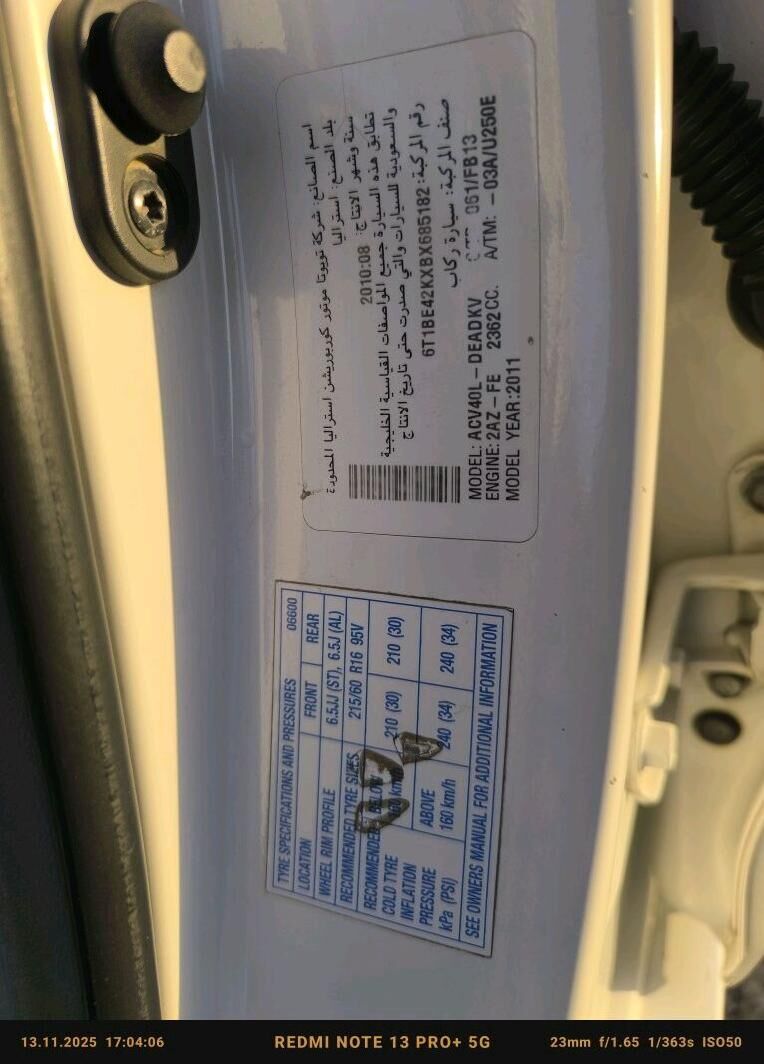 اسم الصانع: شركة تويوتا موتور كوربوريشن استراليا المحدودة
بلد الصنع: استراليا
سنة وشهر الانتاج: 2010:08
تطابق هذه السيارة جميع المواصفات القياسية الخليجية
والسعودية للسيارات والتي صدرت حتى تاريخ الانتاج
رقم المركبة: 6T1BE42KXBX685182
صنف المركبة: سيارة ركاب
MODEL: ACV40L-DEADKV 061/FB13
ENGINE: 2AZ-FE 2362CC. A/TM: -03A/U250E
MODEL YEAR:2011
TYRE SPECIFICATIONS AND PRESSURES 06600
LOCATION FRONT REAR
WHEEL RIM PROFILE 6.5JJ (ST), 6.5J (AL)
RECOMMENDED TYRE SIZES 215/60 R16 95V
RECOMMENDED COLD TYRE INFLATION PRESSURE kPa (PSI)
BELOW 160 km/h 210 (30) 210 (30)
ABOVE 160 km/h 240 (34) 240 (34)
SEE OWNERS MANUAL FOR ADDITIONAL INFORMATION
13.11.2025 17:04:06 REDMI NOTE 13 PRO+ 5G 23mm f/1.65 1/363s ISO50